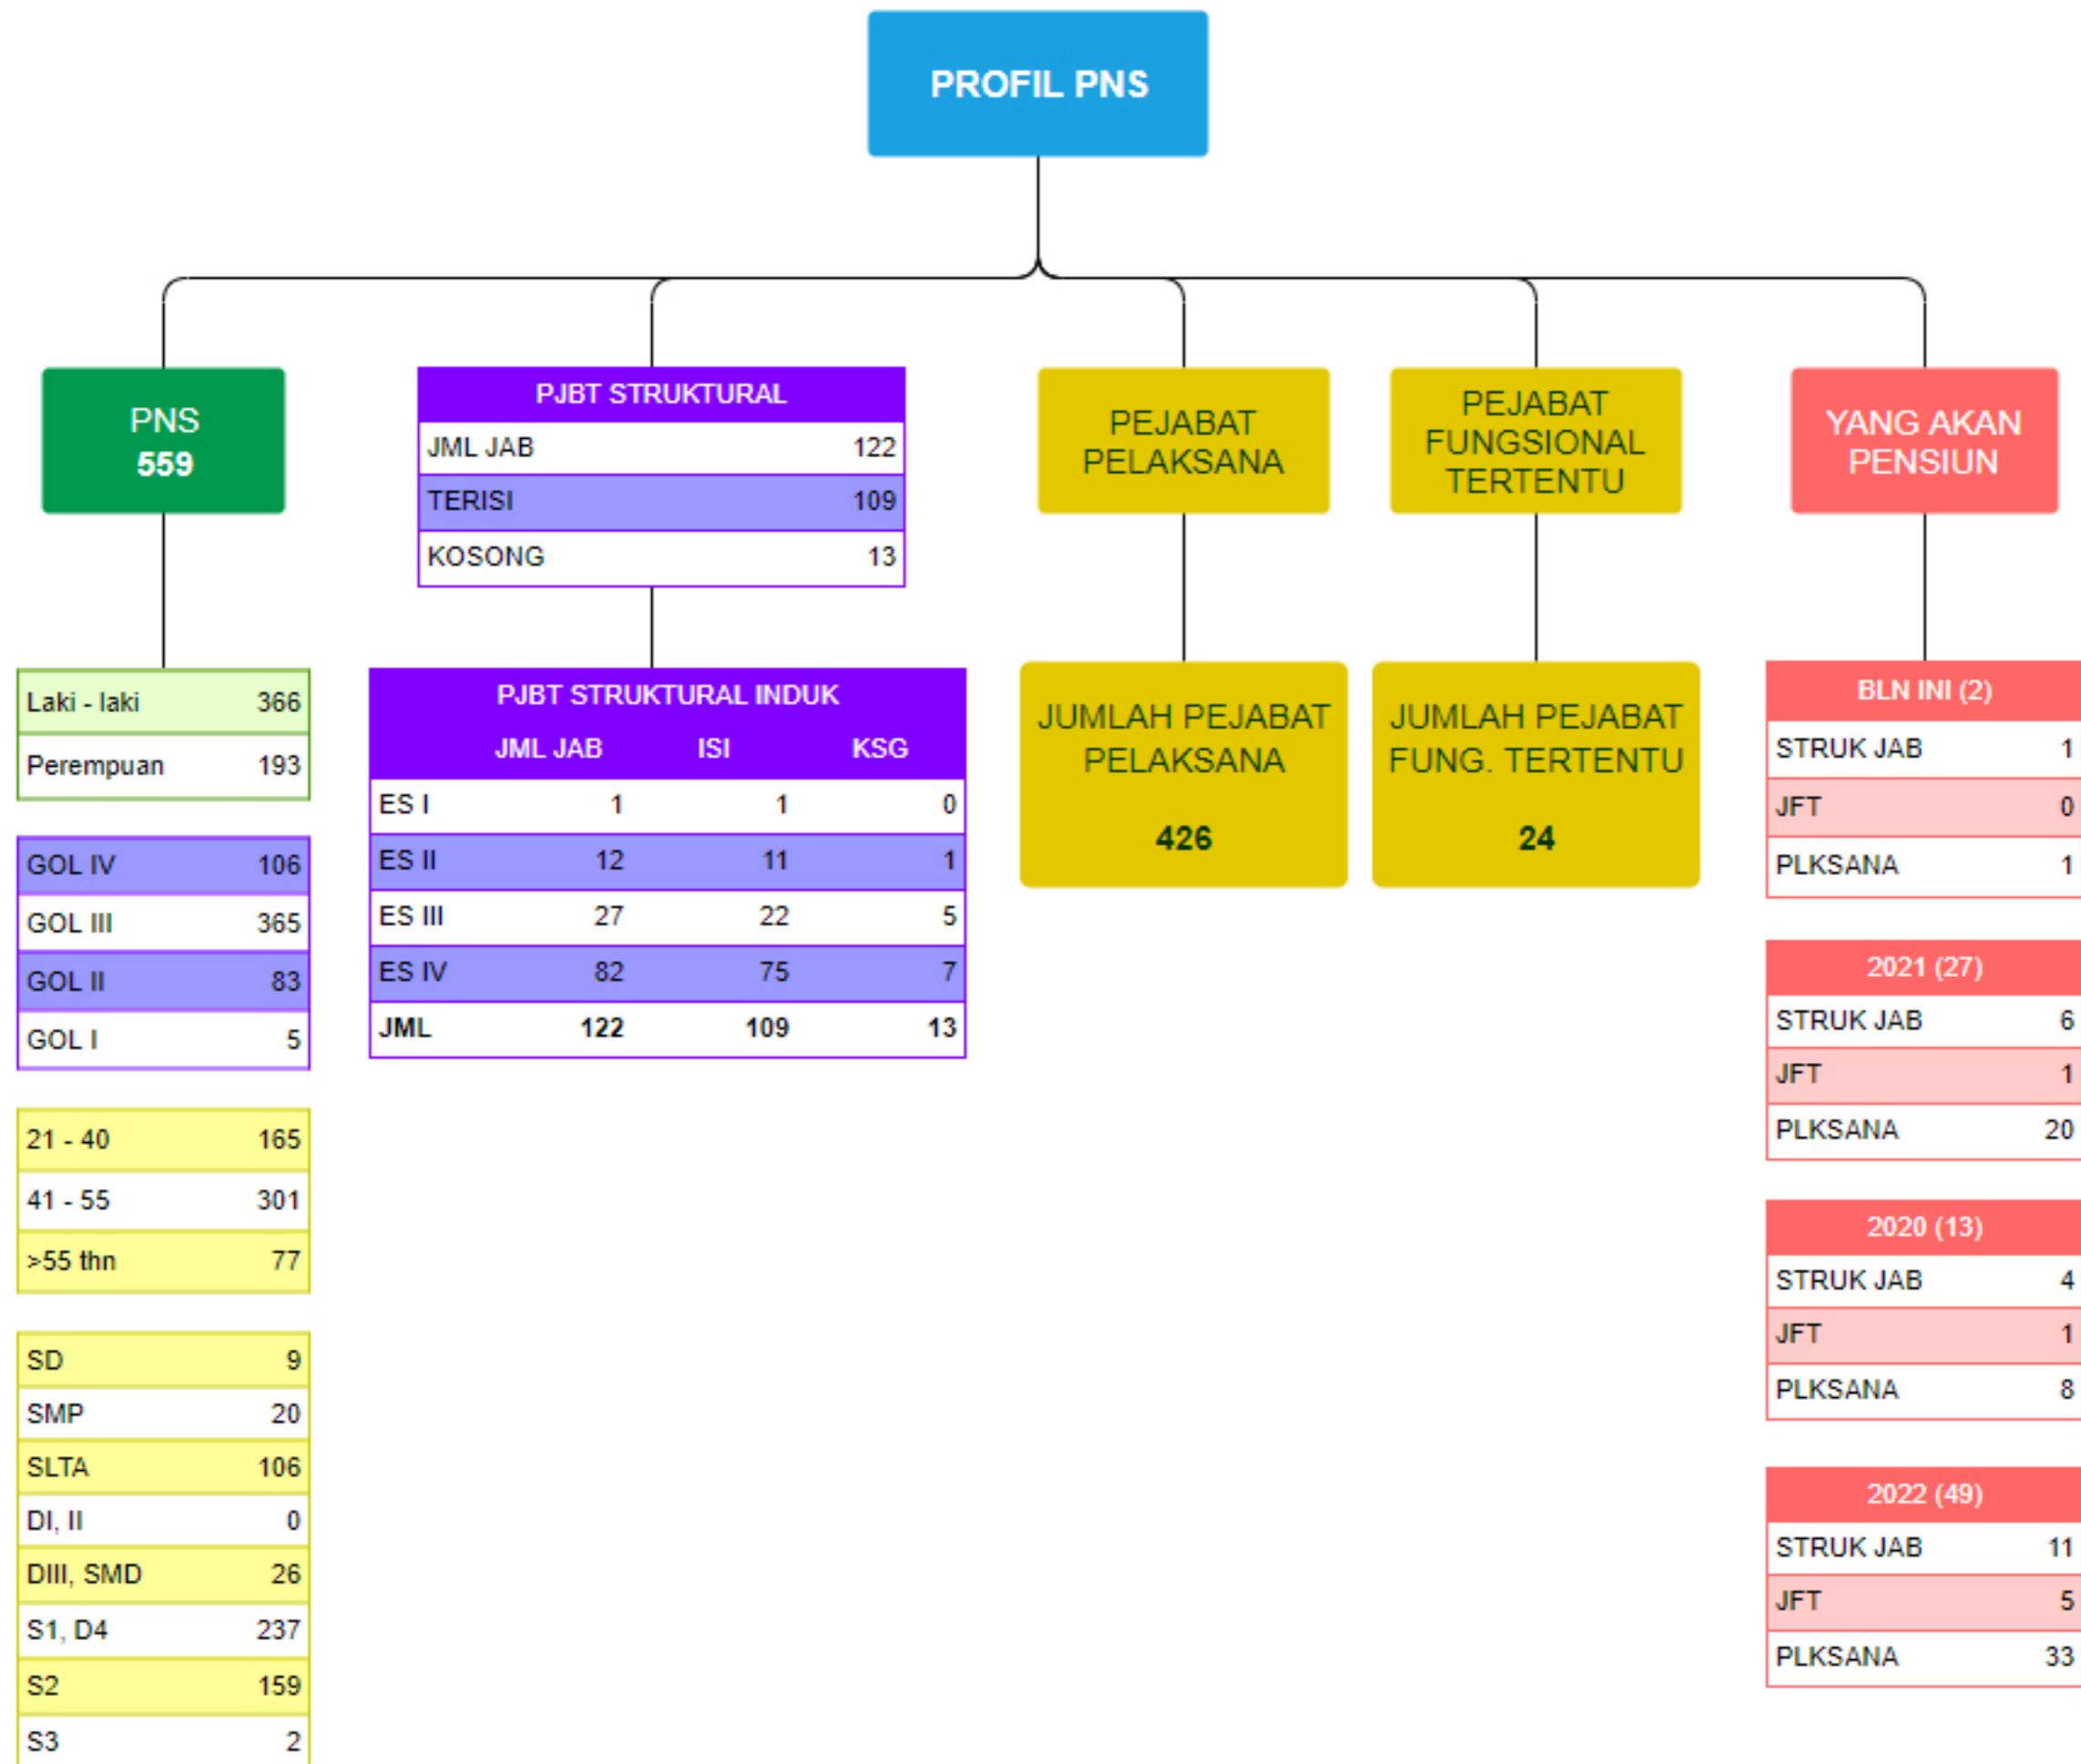 PROFIL PNS
PNS
559
Laki - laki 366
Perempuan 193
GOL IV 106
GOL III 365
GOL II 83
GOL I 5
21 - 40 165
41 - 55 301
>55 thn 77
SD 9
SMP 20
SLTA 106
DI, II 0
DIII, SMD 26
S1, D4 237
S2 159
S3 2
PJBT STRUKTURAL
JML JAB 122
TERISI 109
KOSONG 13
PJBT STRUKTURAL INDUK
JML JAB ISI KSG
ES I 1 1 0
ES II 12 11 1
ES III 27 22 5
ES IV 82 75 7
JML 122 109 13
PEJABAT
PELAKSANA
JUMLAH PEJABAT
PELAKSANA
426
PEJABAT
FUNGSIONAL
TERTENTU
JUMLAH PEJABAT
FUNG. TERTENTU
24
YANG AKAN
PENSIUN
BLN INI (2)
STRUK JAB 1
JFT 0
PLKSANA 1
2021 (27)
STRUK JAB 6
JFT 1
PLKSANA 20
2020 (13)
STRUK JAB 4
JFT 1
PLKSANA 8
2022 (49)
STRUK JAB 11
JFT 5
PLKSANA 33